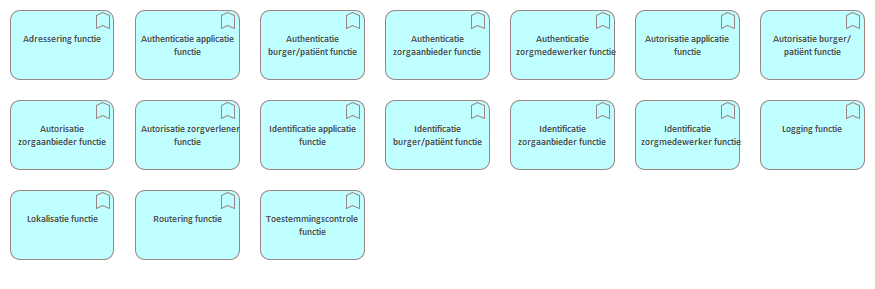 Adressering functie
Authenticatie applicatie
functie
Authenticatie
burger/patiënt functie
Authenticatie
zorgaanbieder functie
Authenticatie
zorgmedewerker functie
Autorisatie applicatie
functie
Autorisatie burger/
patiënt functie
Autorisatie
zorgaanbieder functie
Autorisatie zorgverlener
functie
Identificatie applicatie
functie
Identificatie
burger/patiënt functie
Identificatie
zorgaanbieder functie
Identificatie
zorgmedewerker functie
Logging functie
Lokalisatie functie
Routering functie
Toestemmingscontrole
functie